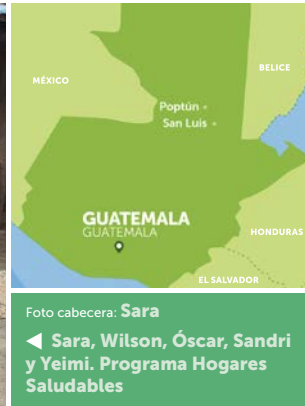 BELICE
MÉXICO
Poptún
San Luis
GUATEMALA
GUATEMALA
HONDURAS
EL SALVADOR
Foto cabecera: Sara
◀ Sara, Wilson, Óscar, Sandri
y Yeimi. Programa Hogares
Saludables